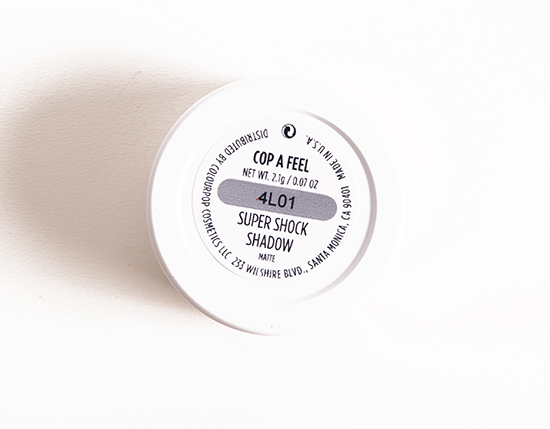 COP A FEEL
NET WT. 2.1g / 0.07 OZ
4L01
SUPER SHOCK
SHADOW
MATTE
DISTRIBUTED BY COLOURPOP COSMETICS LLC 233 WILSHIRE BLVD., SANTA MONICA, CA 90401 MADE IN U.S.A.